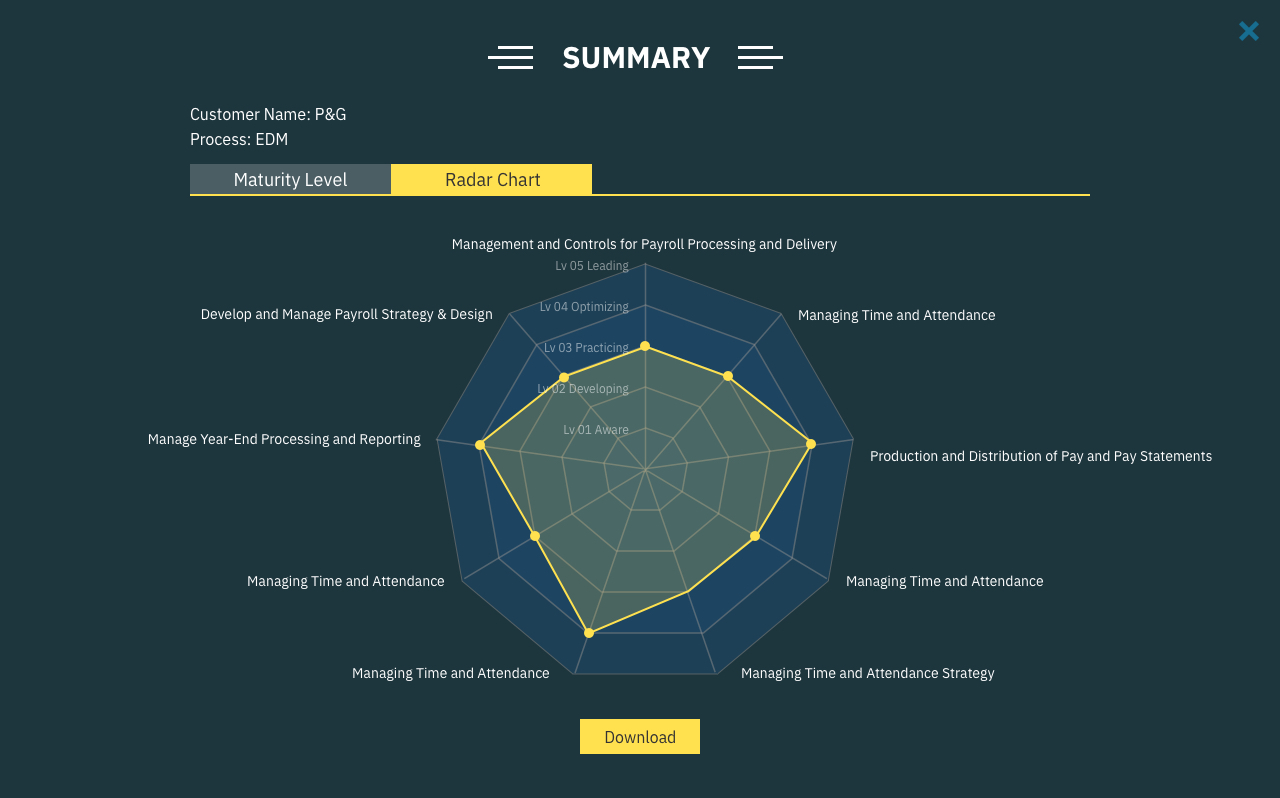 SUMMARY
Customer Name: P&G
Process: EDM
Maturity Level
Radar Chart
Management and Controls for Payroll Processing and Delivery
Lv 05 Leading
Lv 04 Optimizing
Develop and Manage Payroll Strategy & Design
Managing Time and Attendance
Lv 03 Practicing
Lv 02 Developing
Lv 01 Aware
Manage Year-End Processing and Reporting
Production and Distribution of Pay and Pay Statements
Managing Time and Attendance
Managing Time and Attendance
Managing Time and Attendance
Managing Time and Attendance Strategy
Download